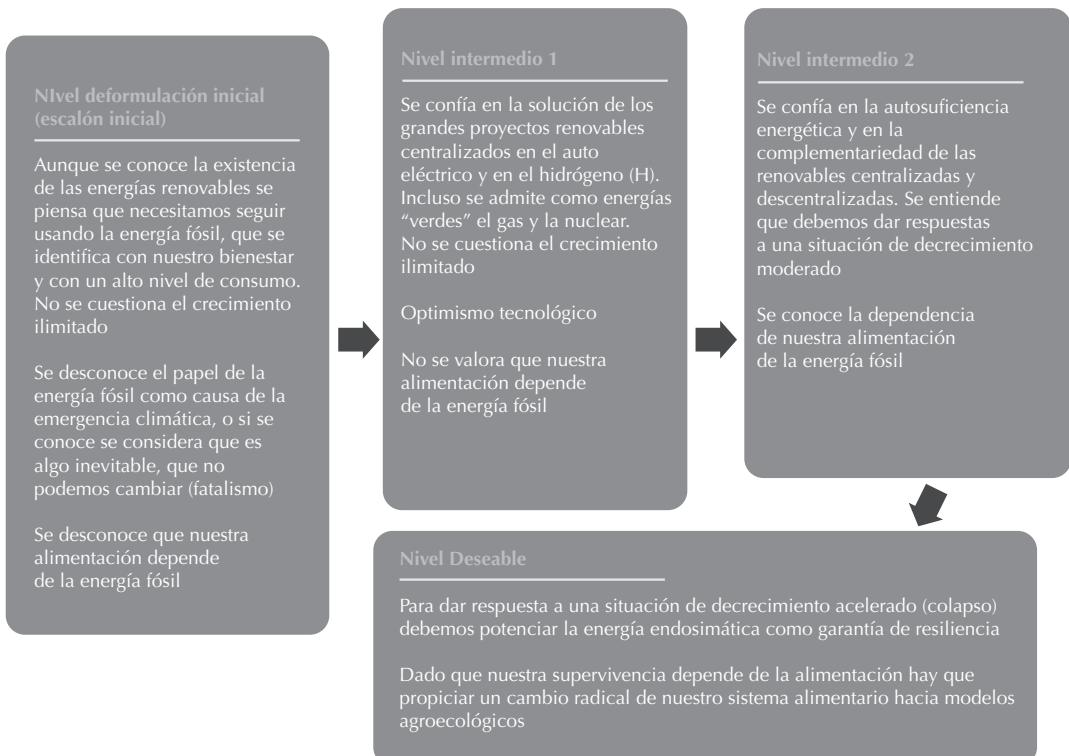 NIvel deformulación inicial
(escalón inicial)
Aunque se conoce la existencia
de las energías renovables se
piensa que necesitamos seguir
usando la energía fósil, que se
identifica con nuestro bienestar
y con un alto nivel de consumo.
No se cuestiona el crecimiento
ilimitado
Se desconoce el papel de la
energía fósil como causa de la
emergencia climática, o si se
conoce se considera que es
algo inevitable, que no
podemos cambiar (fatalismo)
Se desconoce que nuestra
alimentación depende
de la energía fósil
Nivel intermedio 1
Se confía en la solución de los
grandes proyectos renovables
centralizados en el auto
eléctrico y en el hidrógeno (H).
Incluso se admite como energías
“verdes” el gas y la nuclear.
No se cuestiona el crecimiento
ilimitado
Optimismo tecnológico
No se valora que nuestra
alimentación depende
de la energía fósil
Nivel intermedio 2
Se confía en la autosuficiencia
energética y en la
complementariedad de las
renovables centralizadas y
descentralizadas. Se entiende
que debemos dar respuestas
a una situación de decrecimiento
moderado
Se conoce la dependencia
de nuestra alimentación
de la energía fósil
Nivel Deseable
Para dar respuesta a una situación de decrecimiento acelerado (colapso)
debemos potenciar la energía endosimática como garantía de resiliencia
Dado que nuestra supervivencia depende de la alimentación hay que
propiciar un cambio radical de nuestro sistema alimentario hacia modelos
agroecológicos